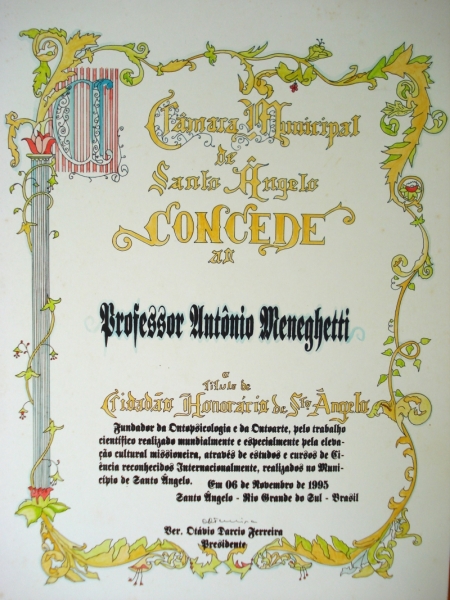 A
Câmara Municipal
de
Santo Ângelo
CONCEDE
ao
Professor Antônio Meneghetti
o
Título de
Cidadão Honorário de Sto Ângelo
Fundador da Ontopsicologia e da Ontoarte, pelo trabalho
científico realizado mundialmente e especialmente pela eleva-
ção cultural missioneira, através de estudos e cursos de Ci-
ência reconhecidos Internacionalmente, realizados no Muni-
cípio de Santo Ângelo.
Em 06 de Novembro de 1995
Santo Ângelo - Rio Grande do Sul - Brasil
Ver. Otávio Darcio Ferreira
Presidente